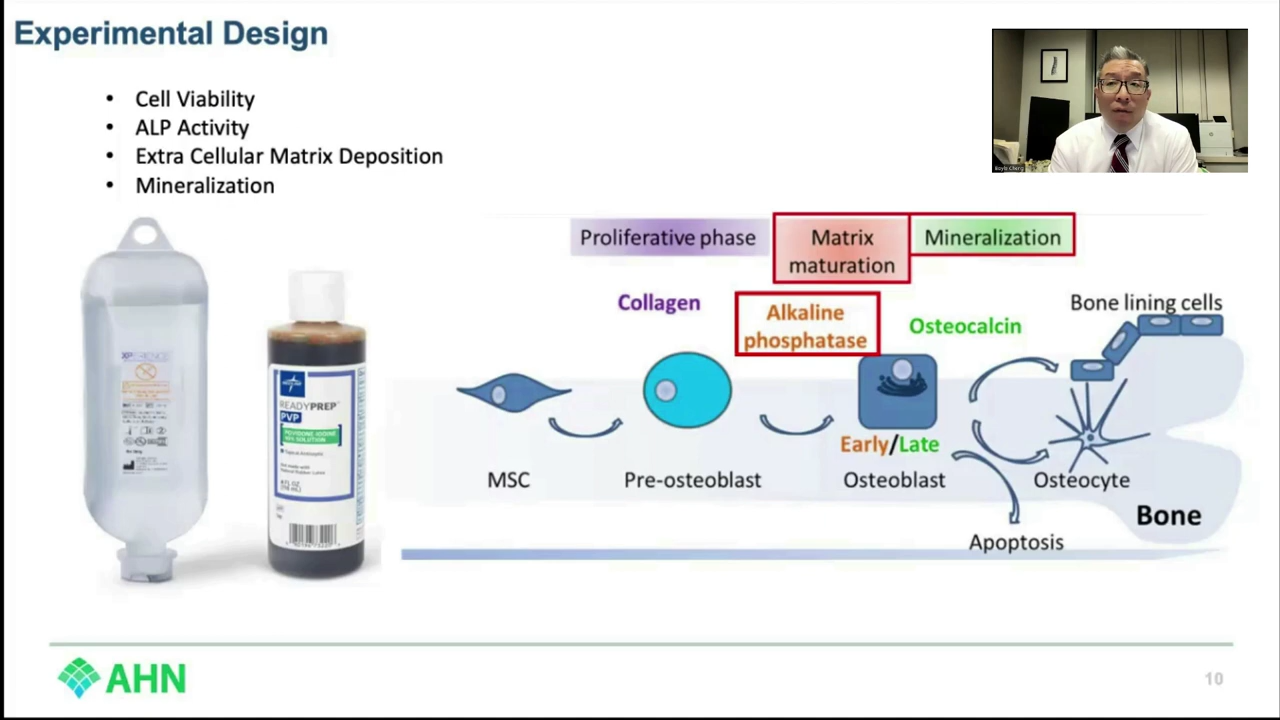 Experimental Design
• Cell Viability
• ALP Activity
• Extra Cellular Matrix Deposition
• Mineralization
Proliferative phase
Matrix
maturation
Mineralization
Collagen
Alkaline
phosphatase
Osteocalcin
Bone lining cells
Early/Late
MSC
Pre-osteoblast
Osteoblast
Osteocyte
Bone
Apoptosis
READYPREP
PVP
POVIDONE IODINE
AHN
10